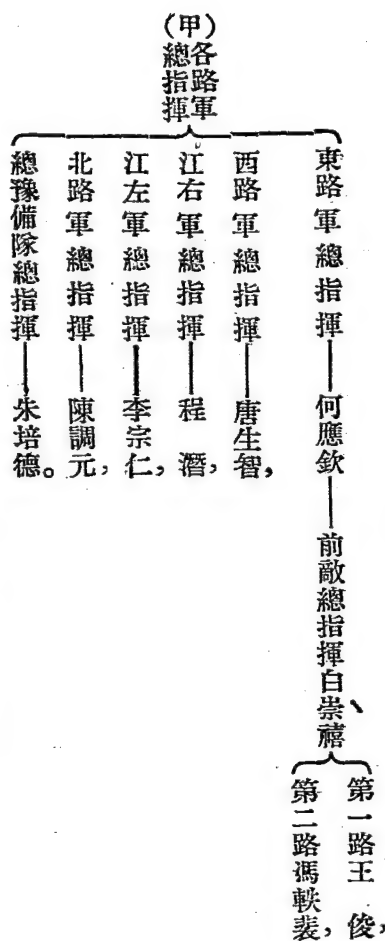 （甲）
各路軍
總指揮
東路軍總指揮——何應欽——前敵總指揮白崇禧
第一路王　俊，
第二路馮軼裴，
西路軍總指揮——唐生智，
江右軍總指揮——程　潛，
江左軍總指揮——李宗仁，
北路軍總指揮——陳調元，
總豫備隊總指揮——朱培德。